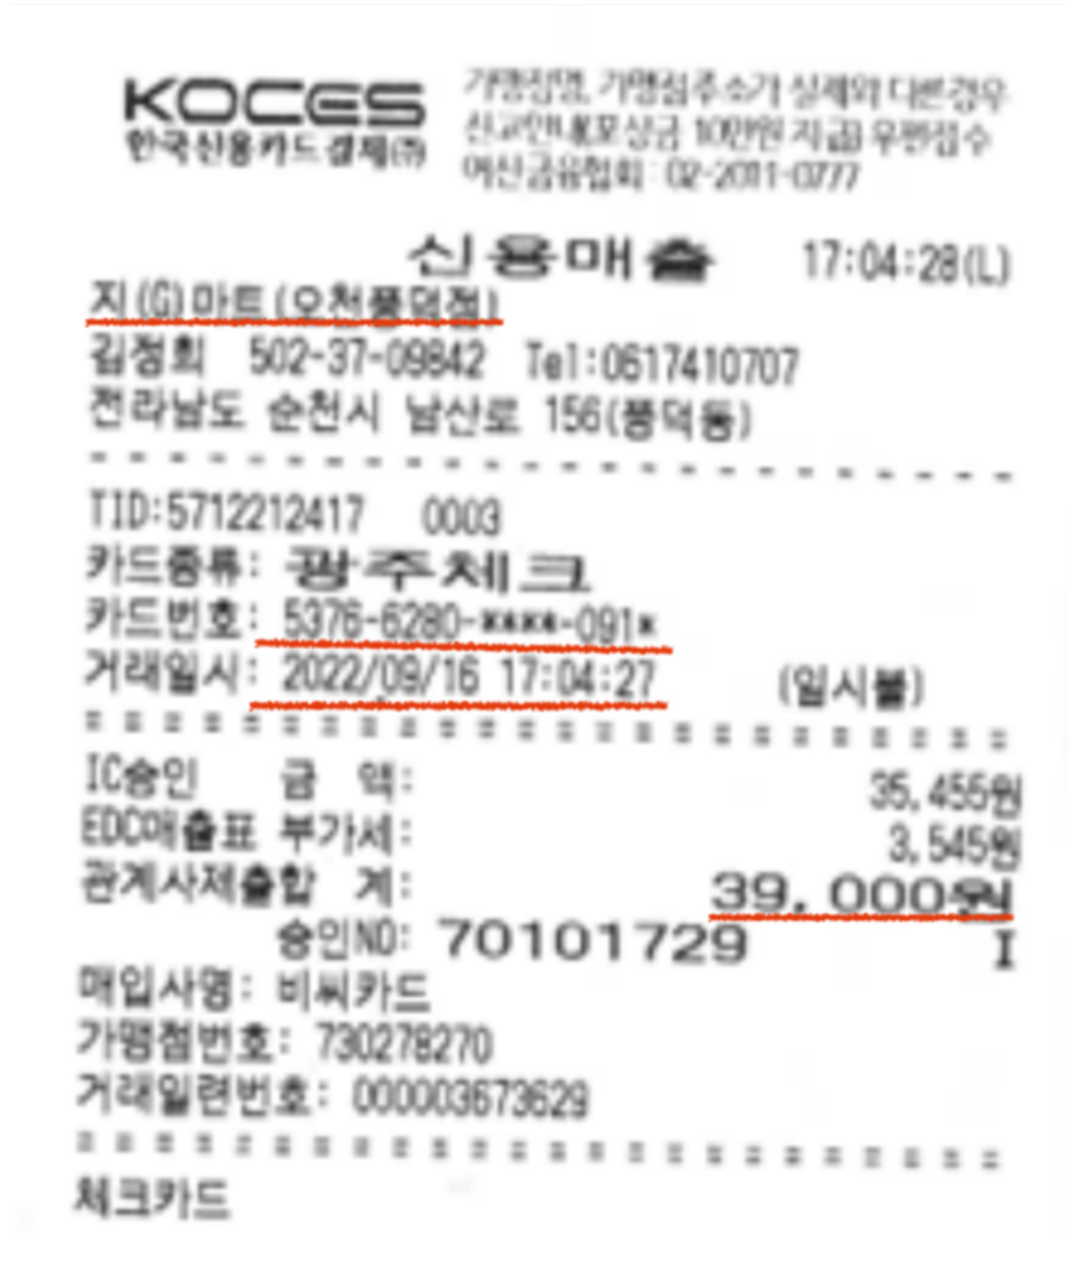 KOCES
한국신용카드결제(주)
가맹점명, 가맹점주소가 실제와 다른경우
신고안내포상금 10만원 지급) 우편접수
여신금융협회 : 02-2011-0777
신용매출 17:04:28(L)
지(G)마트(오천풍덕점)
김정희 502-37-09842 Tel:0617410707
전라남도 순천시 남산로 156(풍덕동)
TID:5712212417 0003
카드종류: 광주체크
카드번호: 5376-6280-****-091*
거래일시: 2022/09/16 17:04:27 (일시불)
IC승인 금 액: 35,455원
EDC매출표 부가세: 3,545원
관계사제출합 계: 39,000원
승인NO: 70101729 I
매입사명: 비씨카드
가맹점번호: 730278270
거래일련번호: 000003673629
체크카드